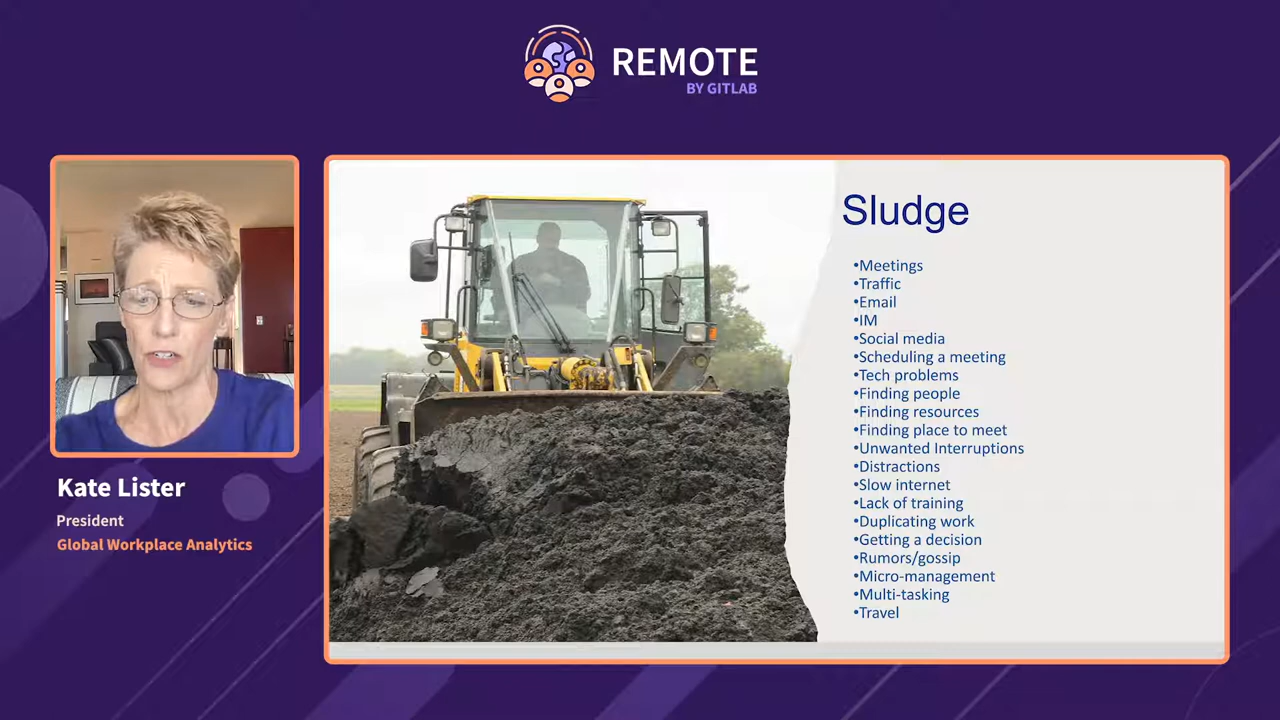 REMOTE
BY GITLAB
Kate Lister
President
Global Workplace Analytics
Sludge
•Meetings
•Traffic
•Email
•IM
•Social media
•Scheduling a meeting
•Tech problems
•Finding people
•Finding resources
•Finding place to meet
•Unwanted Interruptions
•Distractions
•Slow internet
•Lack of training
•Duplicating work
•Getting a decision
•Rumors/gossip
•Micro-management
•Multi-tasking
•Travel